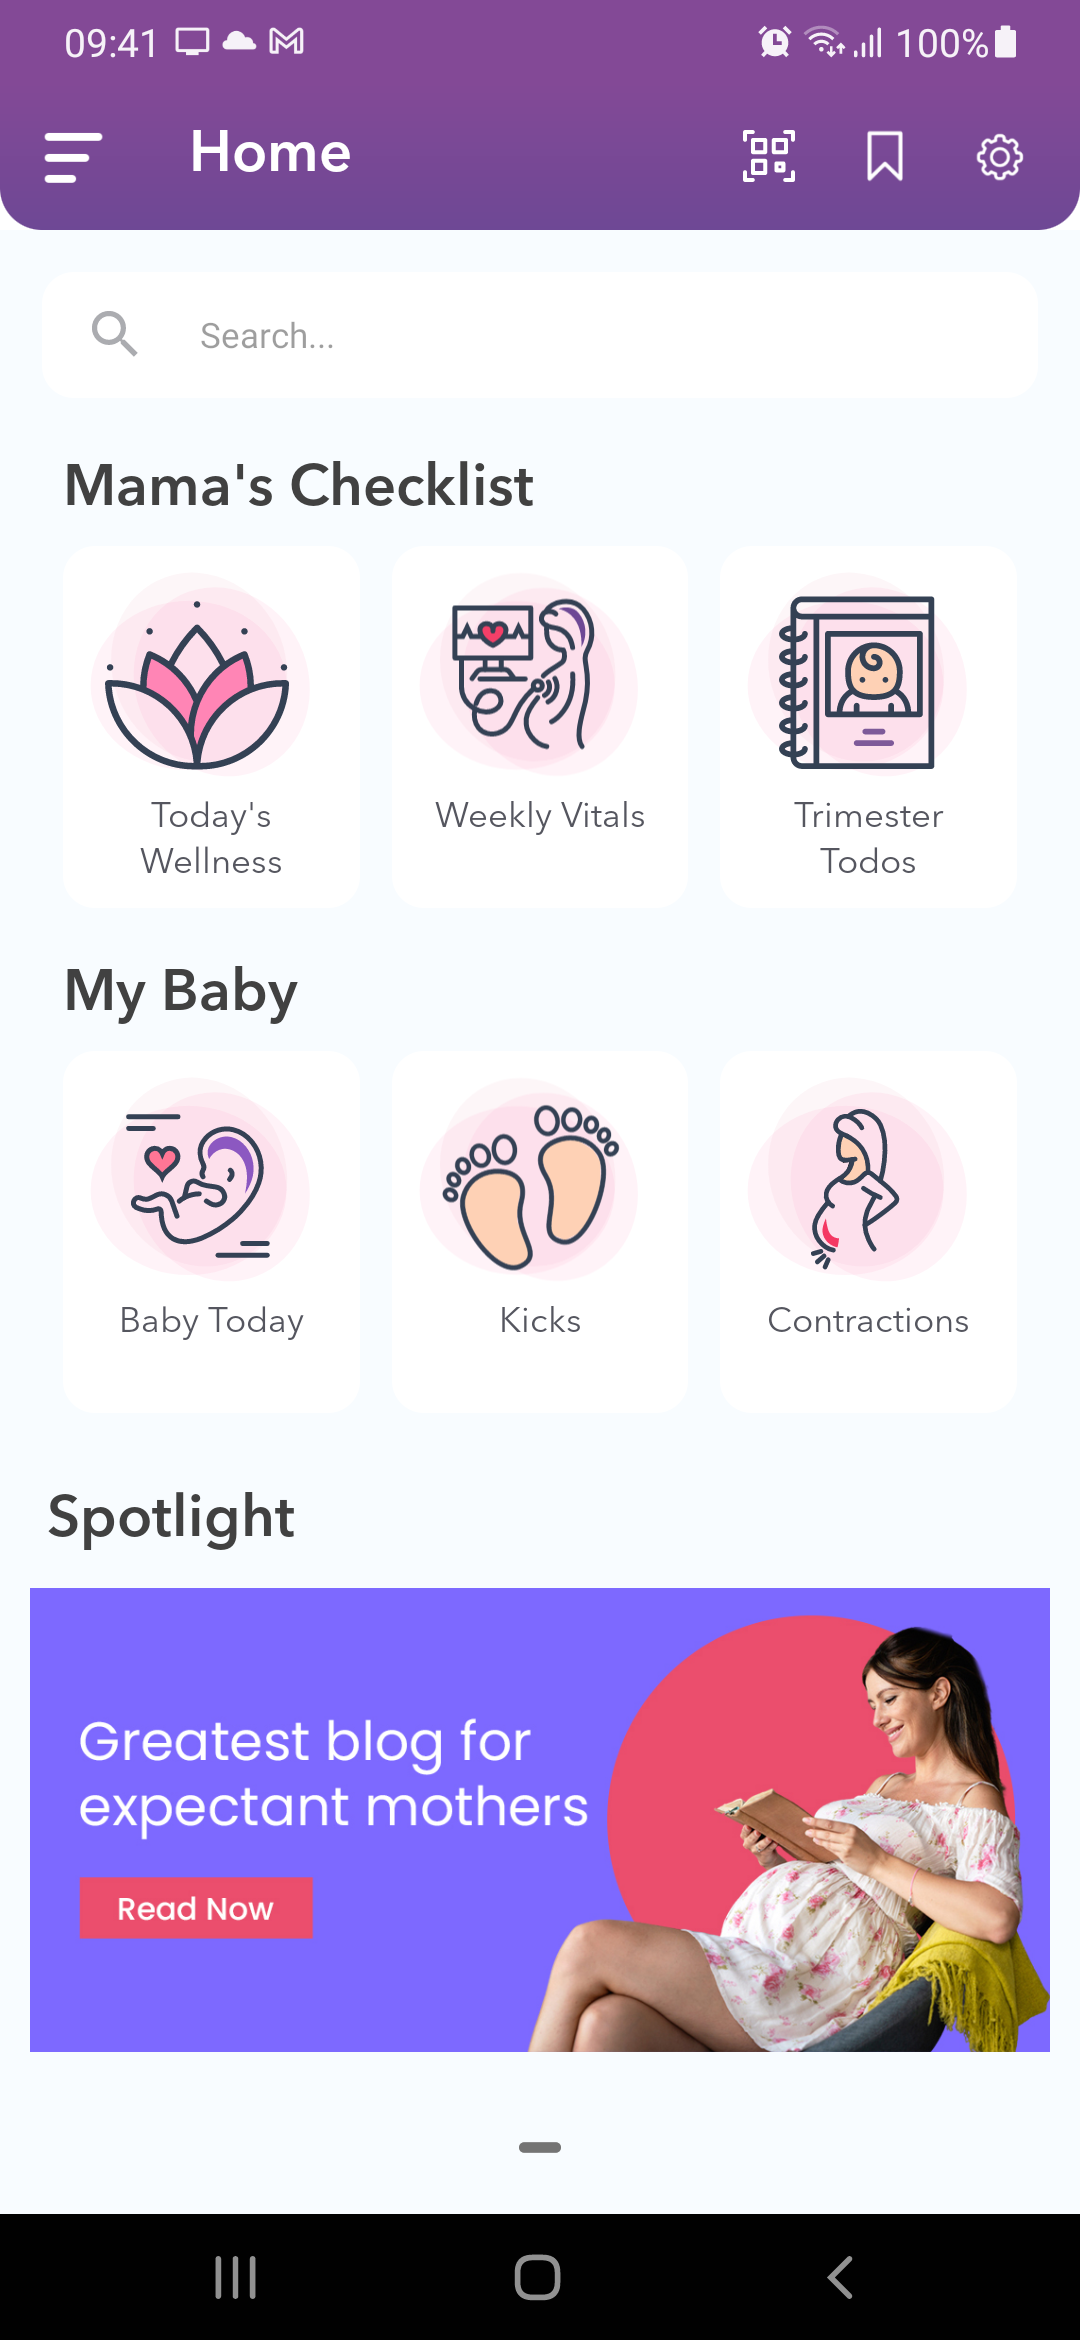 09:41
100%
Home
Search...
Mama's Checklist
Today's
Wellness
Weekly Vitals
Trimester
Todos
My Baby
Baby Today
Kicks
Contractions
Spotlight
Greatest blog for
expectant mothers
Read Now